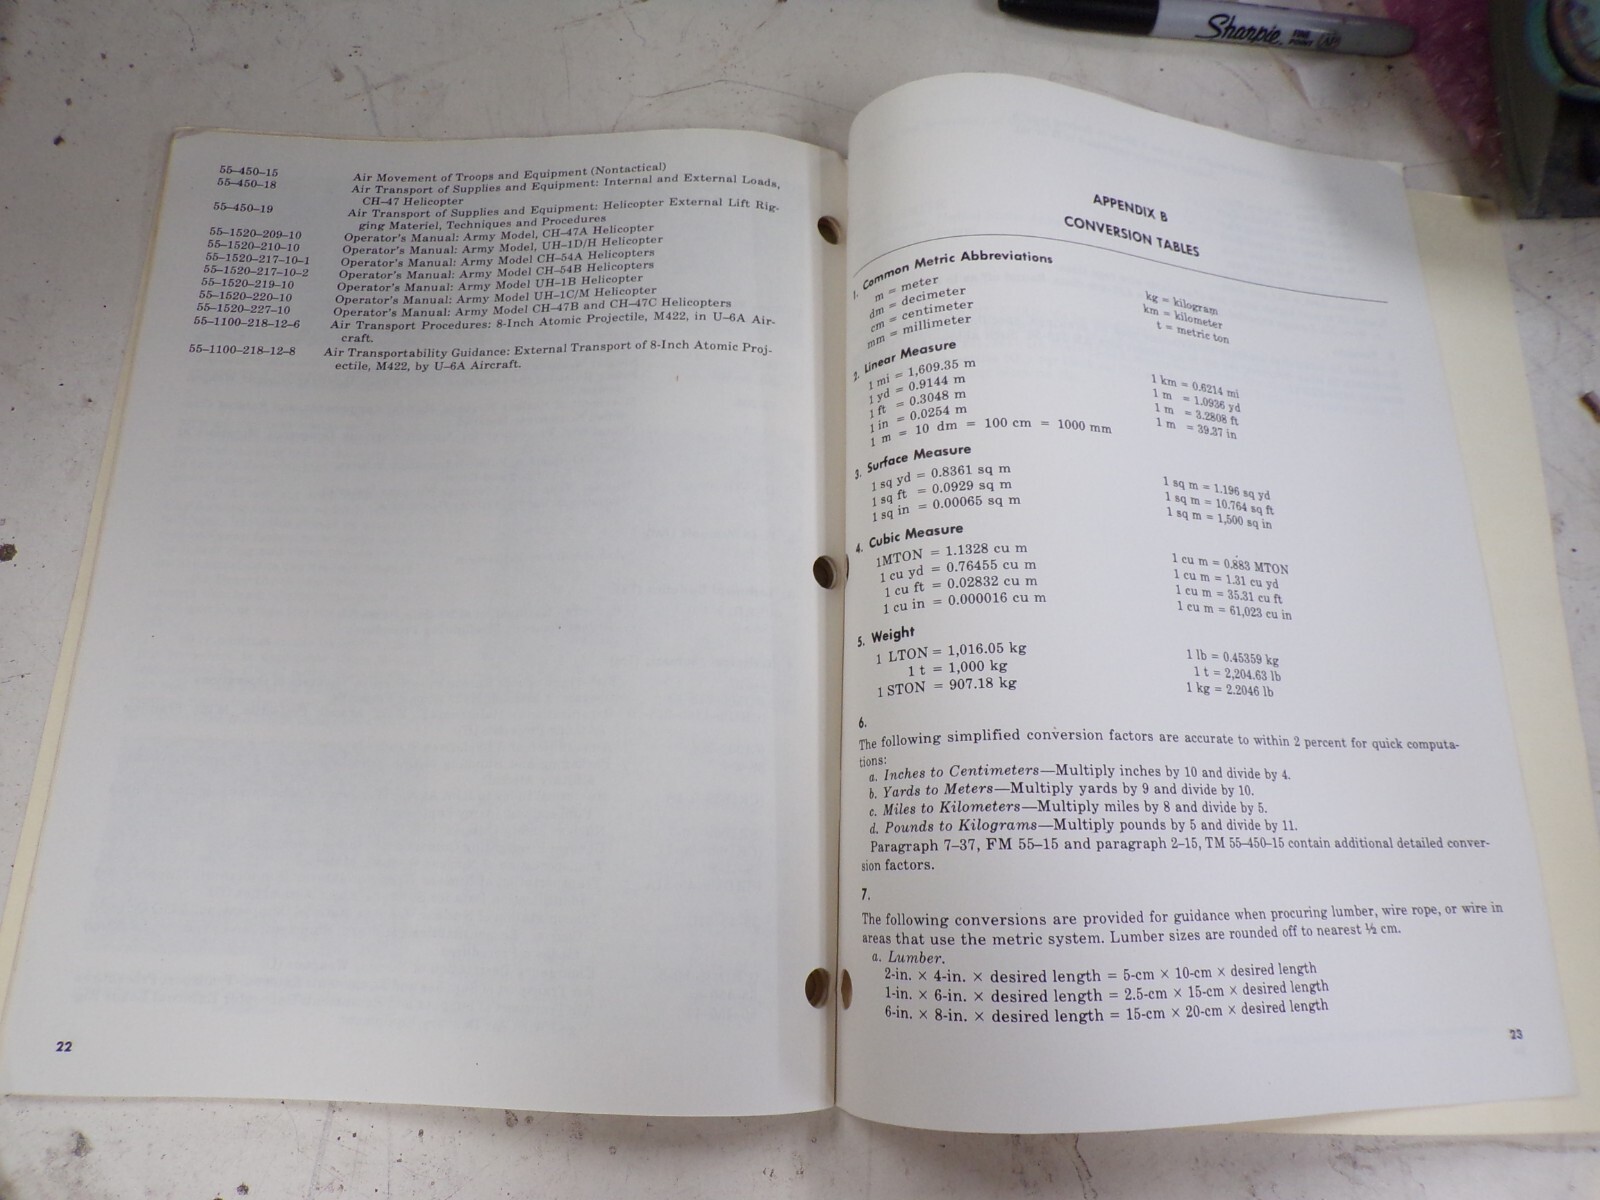 Sharpie FINE POINT
55–450–15 Air Movement of Troops and Equipment (Nontactical)
55–450–18 Air Transport of Supplies and Equipment: Internal and External Loads,
CH–47 Helicopter
55–450–19 Air Transport of Supplies and Equipment: Helicopter External Lift Rig-
ging Materiel, Techniques and Procedures
55–1520–209–10 Operator's Manual: Army Model, CH–47A Helicopter
55–1520–210–10 Operator's Manual: Army Model, UH–1D/H Helicopter
55–1520–217–10–1 Operator's Manual: Army Model CH–54A Helicopters
55–1520–217–10–2 Operator's Manual: Army Model CH–54B Helicopters
55–1520–219–10 Operator's Manual: Army Model UH–1B Helicopter
55–1520–220–10 Operator's Manual: Army Model UH–1C/M Helicopter
55–1520–227–10 Operator's Manual: Army Model CH–47B and CH–47C Helicopters
55–1100–218–12–6 Air Transport Procedures: 8-Inch Atomic Projectile, M422, in U–6A Air-
craft.
55–1100–218–12–8 Air Transportability Guidance: External Transport of 8-Inch Atomic Proj-
ectile, M422, by U–6A Aircraft.
22
APPENDIX B
CONVERSION TABLES
1. Common Metric Abbreviations
m = meter kg = kilogram
dm = decimeter km = kilometer
cm = centimeter t = metric ton
mm = millimeter
2. Linear Measure
1 mi = 1,609.35 m 1 km = 0.6214 mi
1 yd = 0.9144 m 1 m = 1.0936 yd
1 ft = 0.3048 m 1 m = 3.2808 ft
1 in = 0.0254 m 1 m = 39.37 in
1 m = 10 dm = 100 cm = 1000 mm
3. Surface Measure
1 sq yd = 0.8361 sq m 1 sq m = 1.196 sq yd
1 sq ft = 0.0929 sq m 1 sq m = 10.764 sq ft
1 sq in = 0.00065 sq m 1 sq m = 1,500 sq in
4. Cubic Measure
1MTON = 1.1328 cu m 1 cu m = 0.883 MTON
1 cu yd = 0.76455 cu m 1 cu m = 1.31 cu yd
1 cu ft = 0.02832 cu m 1 cu m = 35.31 cu ft
1 cu in = 0.000016 cu m 1 cu m = 61,023 cu in
5. Weight
1 LTON = 1,016.05 kg 1 lb = 0.45359 kg
1 t = 1,000 kg 1 t = 2,204.63 lb
1 STON = 907.18 kg 1 kg = 2.2046 lb
6.
The following simplified conversion factors are accurate to within 2 percent for quick computa-
tions:
a. Inches to Centimeters—Multiply inches by 10 and divide by 4.
b. Yards to Meters—Multiply yards by 9 and divide by 10.
c. Miles to Kilometers—Multiply miles by 8 and divide by 5.
d. Pounds to Kilograms—Multiply pounds by 5 and divide by 11.
Paragraph 7–37, FM 55–15 and paragraph 2–15, TM 55–450–15 contain additional detailed conver-
sion factors.
7.
The following conversions are provided for guidance when procuring lumber, wire rope, or wire in
areas that use the metric system. Lumber sizes are rounded off to nearest ½ cm.
a. Lumber.
2-in. × 4-in. × desired length = 5-cm × 10-cm × desired length
1-in. × 6-in. × desired length = 2.5-cm × 15-cm × desired length
6-in. × 8-in. × desired length = 15-cm × 20-cm × desired length
23